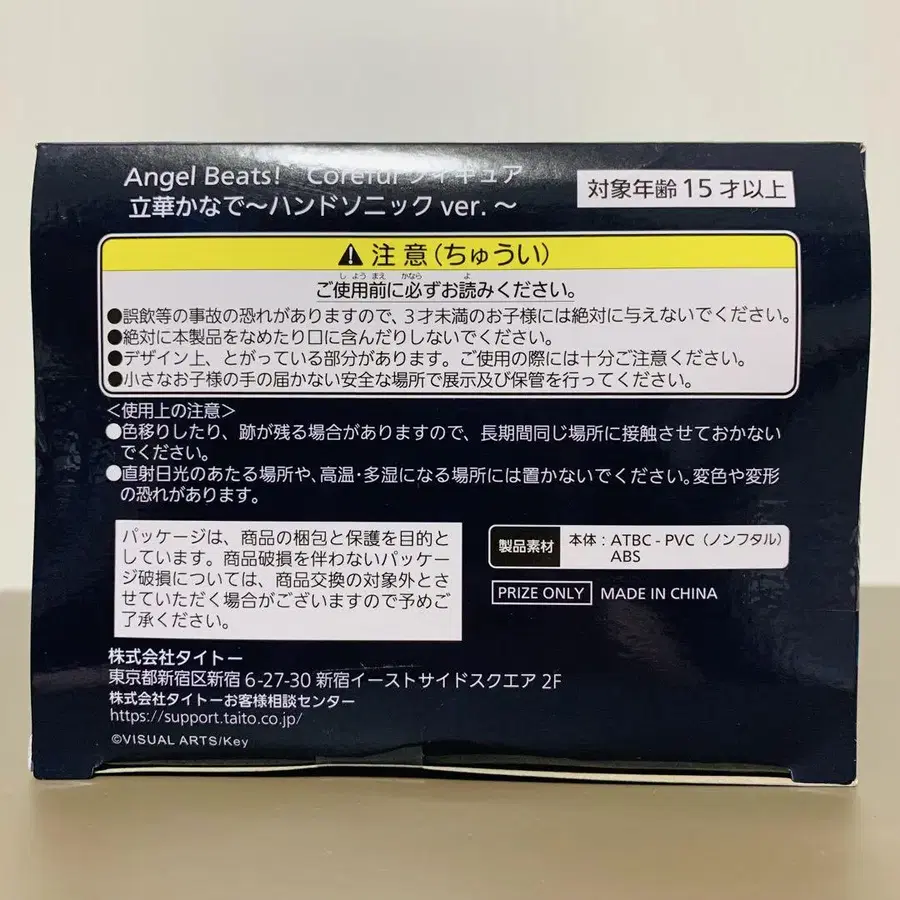 Angel Beats! Coreful フィギュア
立華かなで～ハンドソニック ver. ～
対象年齢 15 才以上
⚠ 注意(ちゅうい)
し よう まえ かなら よ
ご使用前に必ずお読みください。
●誤飲等の事故の恐れがありますので、3才未満のお子様には絶対に与えないでください。
●絶対に本製品をなめたり口に含んだりしないでください。
●デザイン上、とがっている部分があります。ご使用の際には十分ご注意ください。
●小さなお子様の手の届かない安全な場所で展示及び保管を行ってください。
＜使用上の注意＞
●色移りしたり、跡が残る場合がありますので、長期間同じ場所に接触させておかない
でください。
●直射日光のあたる場所や、高温・多湿になる場所には置かないでください。変色や変形
の恐れがあります。
パッケージは、商品の梱包と保護を目的と
しています。商品破損を伴わないパッケー
ジ破損については、商品交換の対象外とさ
せていただく場合がございますので予めご
了承ください。
製品素材
本体：ATBC - PVC（ノンフタル）
ABS
PRIZE ONLY MADE IN CHINA
株式会社タイトー
東京都新宿区新宿 6-27-30 新宿イーストサイドスクエア 2F
株式会社タイトーお客様相談センター
https://support.taito.co.jp/
©VISUAL ARTS/Key